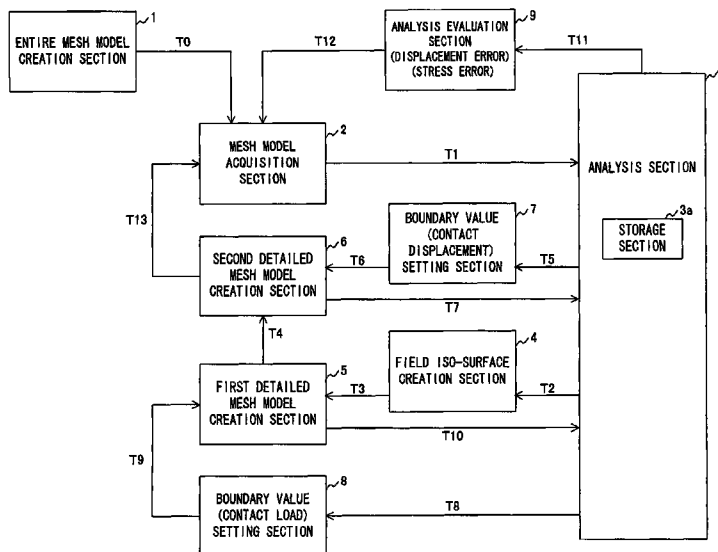 1
ENTIRE MESH MODEL
CREATION SECTION
T0
T12
9
ANALYSIS EVALUATION
SECTION
(DISPLACEMENT ERROR)
(STRESS ERROR)
T11
2
MESH MODEL
ACQUISITION
SECTION
T1
ANALYSIS SECTION
3a
STORAGE
SECTION
T13
6
SECOND DETAILED
MESH MODEL
CREATION SECTION
T6
7
BOUNDARY VALUE
(CONTACT
DISPLACEMENT)
SETTING SECTION
T5
T7
T4
5
FIRST DETAILED
MESH MODEL
CREATION SECTION
T3
4
FIELD ISO-SURFACE
CREATION SECTION
T2
T10
T9
8
BOUNDARY VALUE
(CONTACT LOAD)
SETTING SECTION
T8